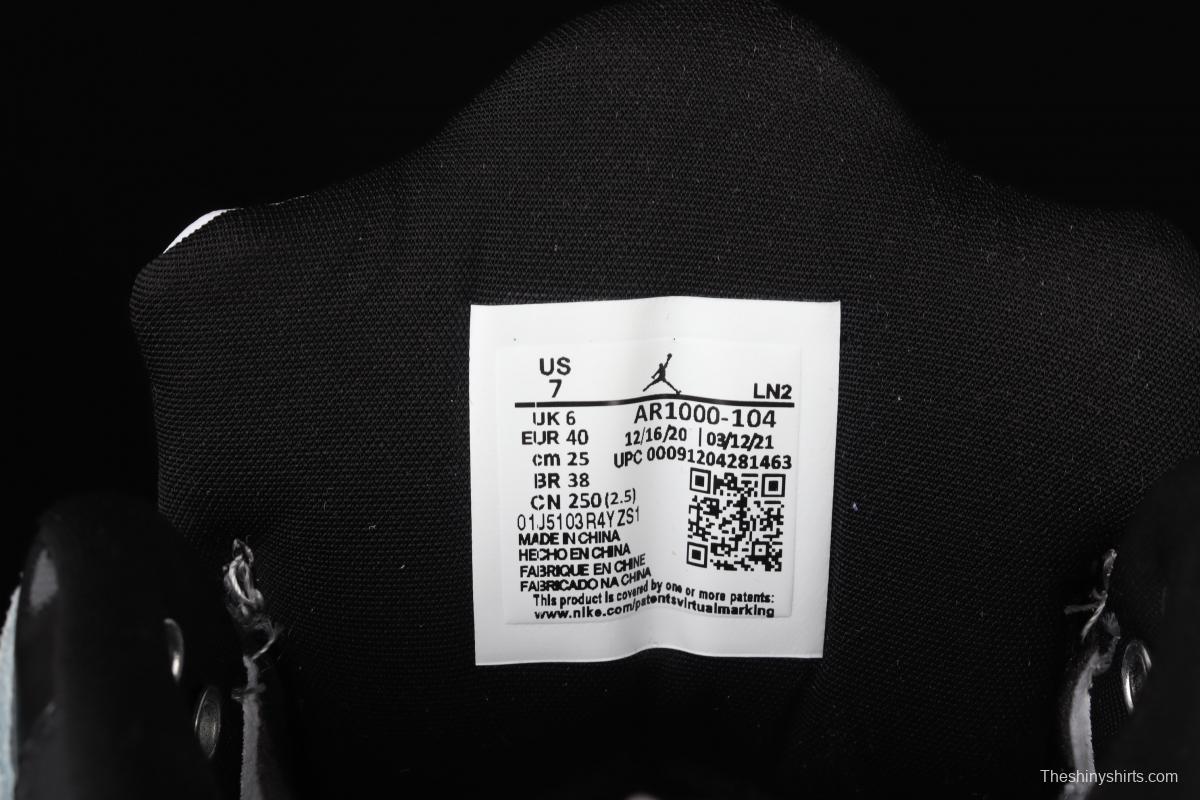 US
7
LN2
UK 6
AR1000-104
EUR 40
12/16/20 | 03/12/21
cm 25
UPC 00091204281463
BR 38
CN 250 (2.5)
01J5103R4YZS1
MADE IN CHINA
HECHO EN CHINA
FABRIQUE EN CHINE
FABRICADO NA CHINA
This product is covered by one or more patents:
www.nike.com/patentsvirtualmarking
Theshinyshirts.com